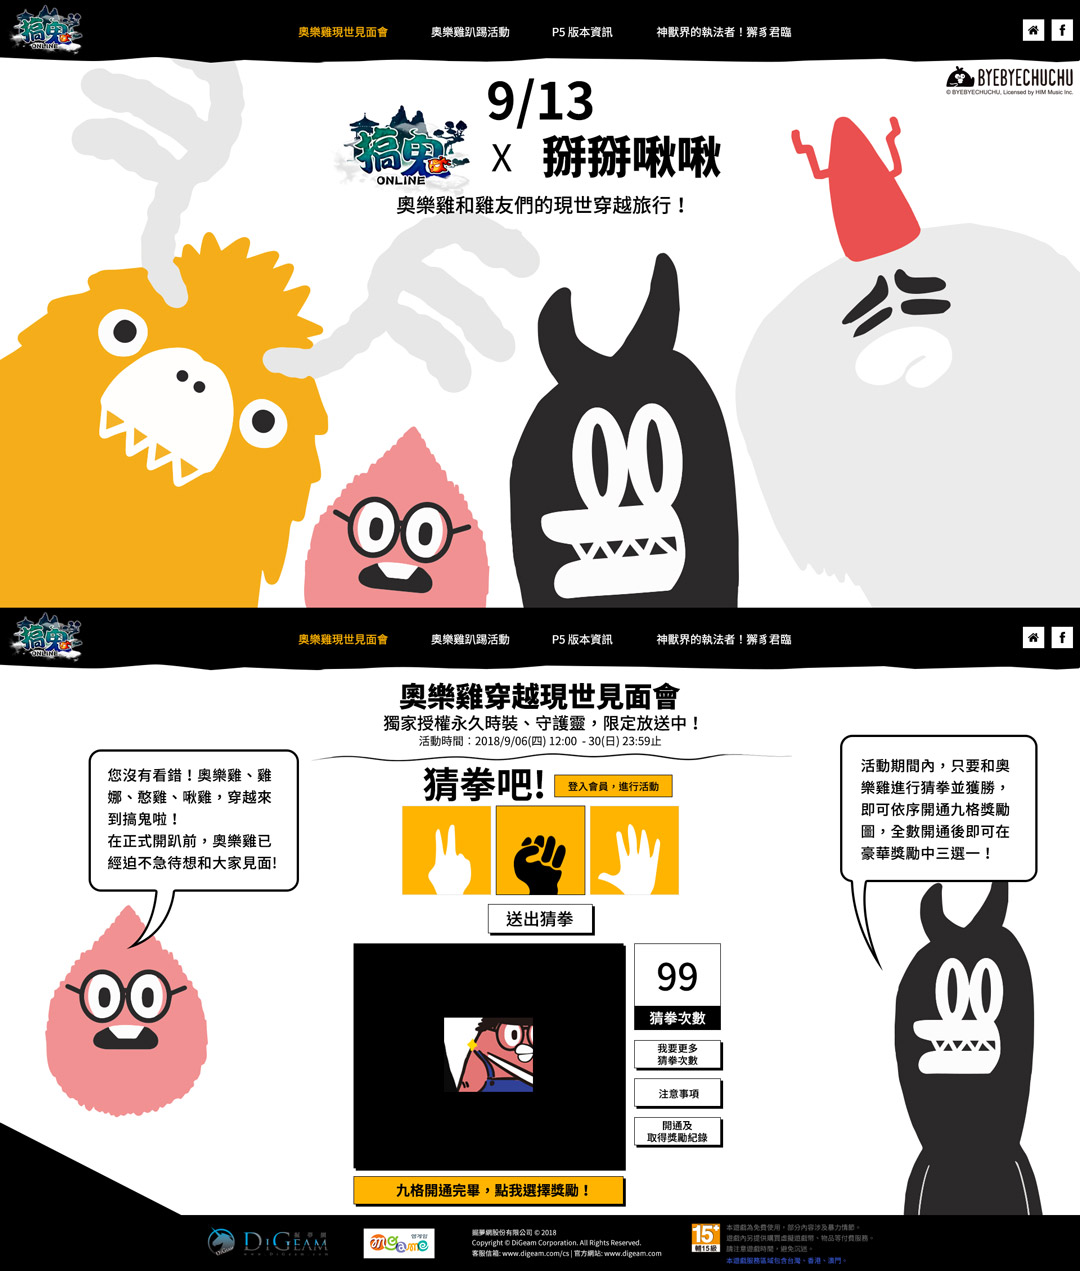 搞鬼
ONLINE
奧樂雞現世見面會
奧樂雞趴踢活動
P5 版本資訊
神獸界的執法者！獬豸君臨
f
BYEBYECHUCHU
© BYEBYECHUCHU, Licensed by HIM Music Inc.
9/13
搞鬼
ONLINE
X
掰掰啾啾
奧樂雞和雞友們的現世穿越旅行！
搞鬼
ONLINE
奧樂雞現世見面會
奧樂雞趴踢活動
P5 版本資訊
神獸界的執法者！獬豸君臨
f
奧樂雞穿越現世見面會
獨家授權永久時裝、守護靈，限定放送中！
活動時間：2018/9/06(四) 12:00 - 30(日) 23:59止
您沒有看錯！奧樂雞、雞
娜、憨雞、啾雞，穿越來
到搞鬼啦！
在正式開趴前，奧樂雞已
經迫不急待想和大家見面!
猜拳吧!
登入會員，進行活動
活動期間內，只要和奧
樂雞進行猜拳並獲勝，
即可依序開通九格獎勵
圖，全數開通後即可在
豪華獎勵中三選一！
送出猜拳
99
猜拳次數
我要更多
猜拳次數
注意事項
開通及
取得獎勵紀錄
九格開通完畢，點我選擇獎勵！
DiGeam
掘夢網
www.DiGeam.com
mgame
엠게임
掘夢網股份有限公司 © 2018
Copyright © DiGeam Corporation. All Rights Reserved.
客服信箱: www.digeam.com/cs | 官方網站: www.digeam.com
15+
輔15級
本遊戲為免費使用，部分內容涉及暴力情節。
遊戲內另提供購買虛擬遊戲幣、物品等付費服務。
請注意遊戲時間，避免沉迷。
本遊戲服務區域包含台灣、香港、澳門。